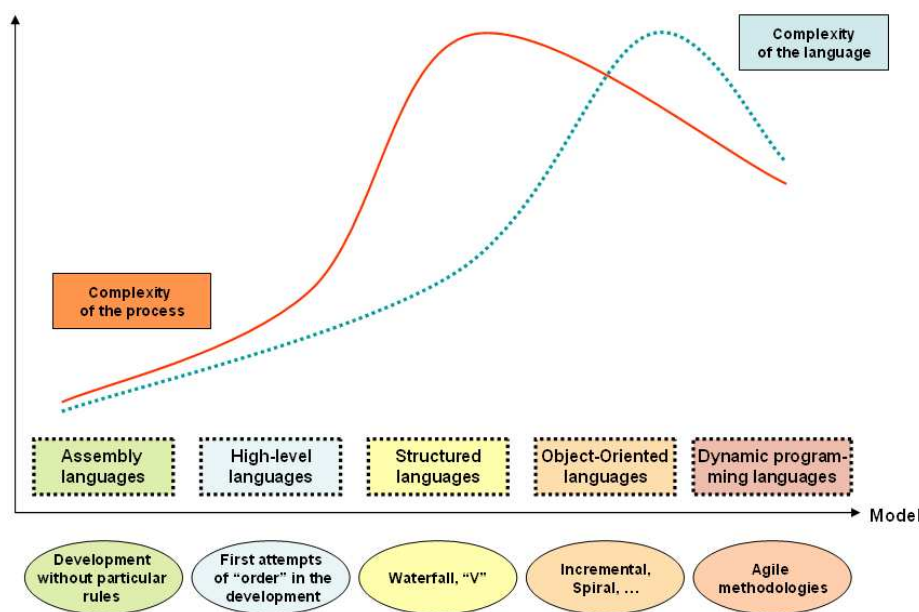 Complexity
of the language
Complexity
of the process
Assembly
languages
High-level
languages
Structured
languages
Object-Oriented
languages
Dynamic program-
ming languages
Model
Development
without particular
rules
First attempts
of “order” in the
development
Waterfall, “V”
Incremental,
Spiral, ...
Agile
methodologies